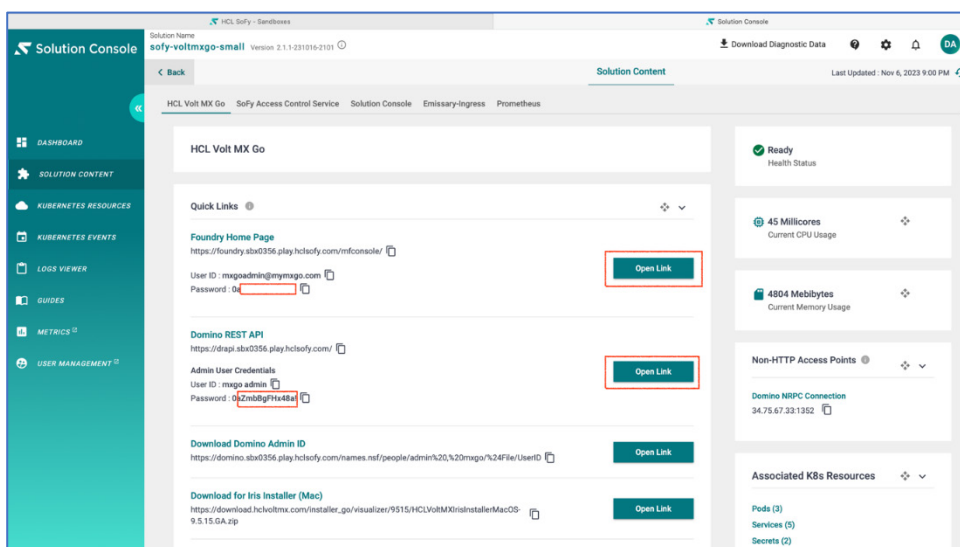 HCL SoFy - Sandboxes
Solution Console
Solution Console
Solution Name
sofy-voltmxgo-small Version 2.1.1-231016-2101
Download Diagnostic Data
DA
Back
Solution Content
Last Updated : Nov 6, 2023 9:00 PM
HCL Volt MX Go SoFy Access Control Service Solution Console Emissary-Ingress Prometheus
DASHBOARD
SOLUTION CONTENT
KUBERNETES RESOURCES
KUBERNETES EVENTS
LOGS VIEWER
GUIDES
METRICS
USER MANAGEMENT
HCL Volt MX Go
Quick Links
Foundry Home Page
https://foundry.sbx0356.play.hclsofy.com/mfconsole/
User ID : mxgoadmin@mymxgo.com
Password : 0a
Open Link
Domino REST API
https://drapi.sbx0356.play.hclsofy.com/
Admin User Credentials
User ID : mxgo admin
Password : 0aZmbBgFHx48a!
Open Link
Download Domino Admin ID
https://domino.sbx0356.play.hclsofy.com/names.nsf/people/admin%20,%20mxgo/%24File/UserID
Open Link
Download for Iris Installer (Mac)
https://download.hclvoltmx.com/installer_go/visualizer/9515/HCLVoltMXIrisInstallerMacOS-
9.5.15.GA.zip
Open Link
Ready
Health Status
45 Millicores
Current CPU Usage
4804 Mebibytes
Current Memory Usage
Non-HTTP Access Points
Domino NRPC Connection
34.75.67.33:1352
Associated K8s Resources
Pods (3)
Services (5)
Secrets (2)